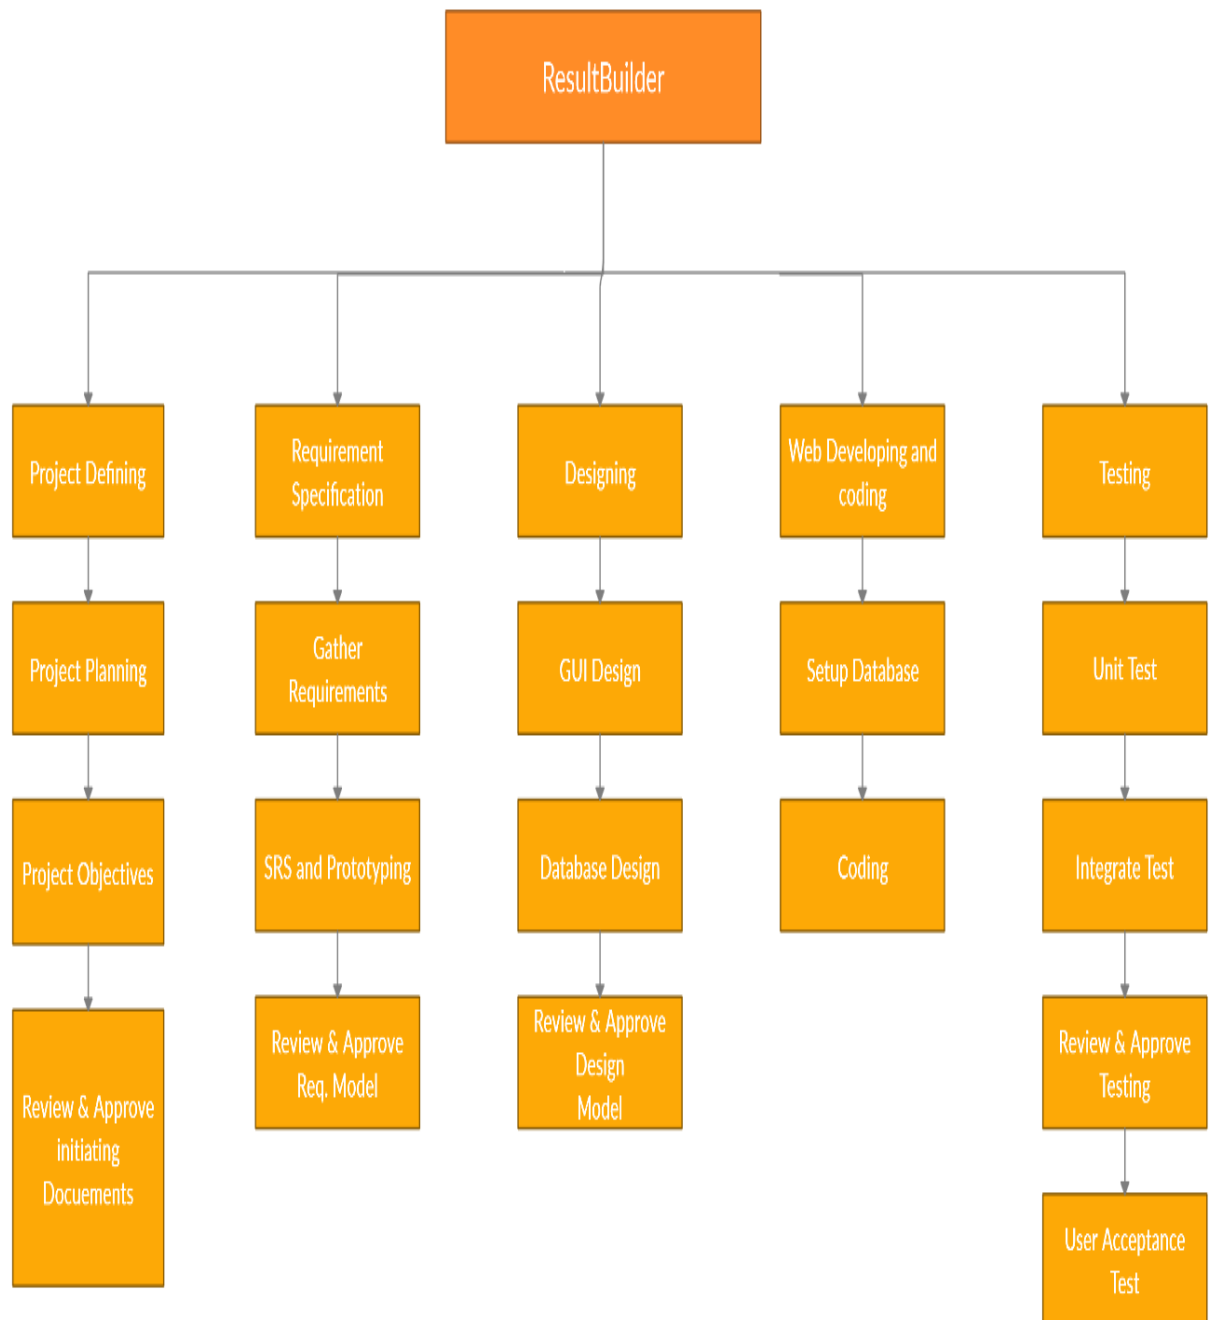 ResultBuilder
Project Defining
Requirement
Specification
Designing
Web Developing and
coding
Testing
Project Planning
Gather
Requirements
GUI Design
Setup Database
Unit Test
Project Objectives
SRS and Prototyping
Database Design
Coding
Integrate Test
Review & Approve
initiating
Docuements
Review & Approve
Req. Model
Review & Approve
Design
Model
Review & Approve
Testing
User Acceptance
Test